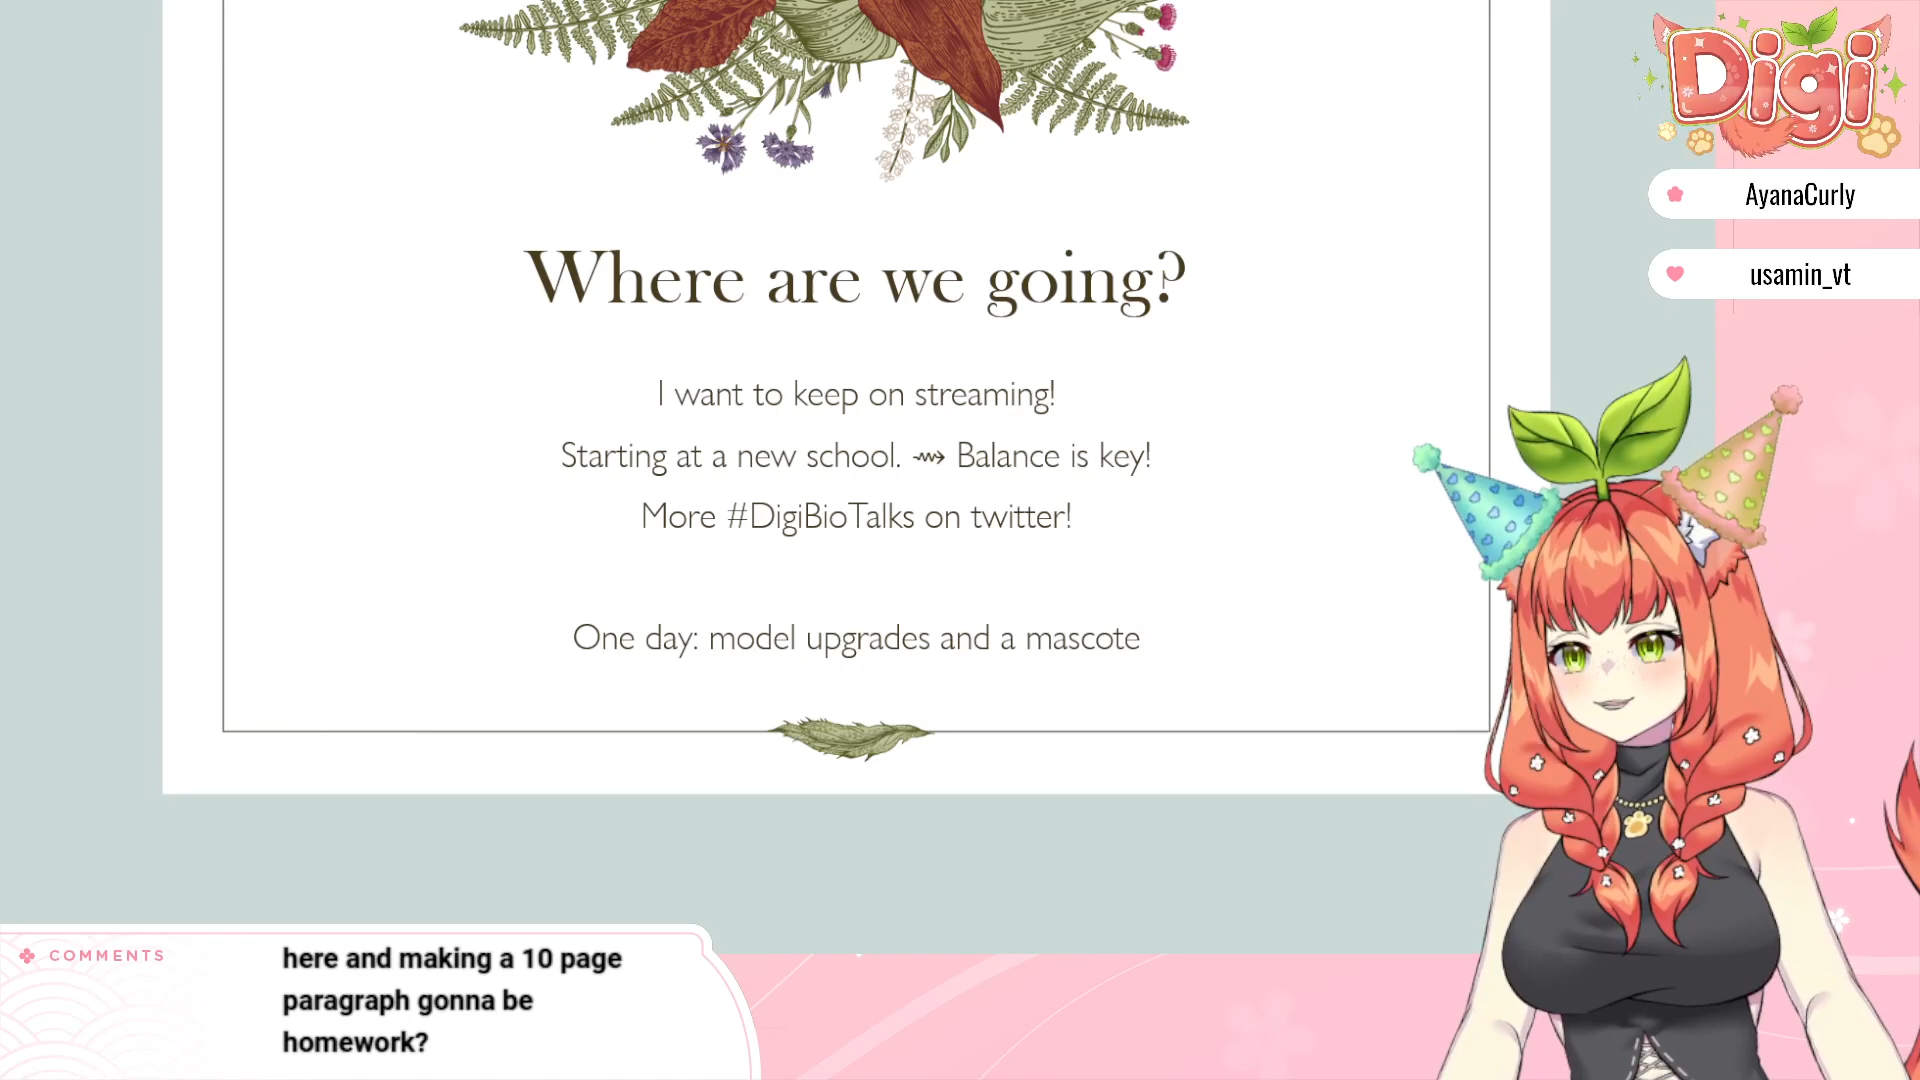 Digi
AyanaCurly
usamin_vt
Where are we going?
I want to keep on streaming!
Starting at a new school. ⇝ Balance is key!
More #DigiBioTalks on twitter!
One day: model upgrades and a mascote
COMMENTS
here and making a 10 page
paragraph gonna be
homework?